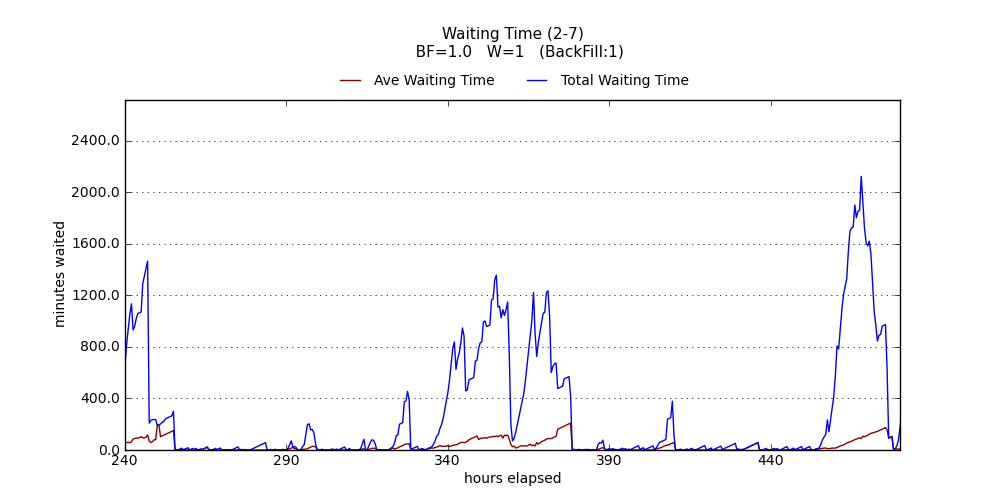 Waiting Time (2-7)
BF=1.0 W=1 (BackFill:1)
Ave Waiting Time
Total Waiting Time
2400.0
2000.0
1600.0
1200.0
800.0
400.0
0.0
minutes waited
240
290
340
390
440
hours elapsed